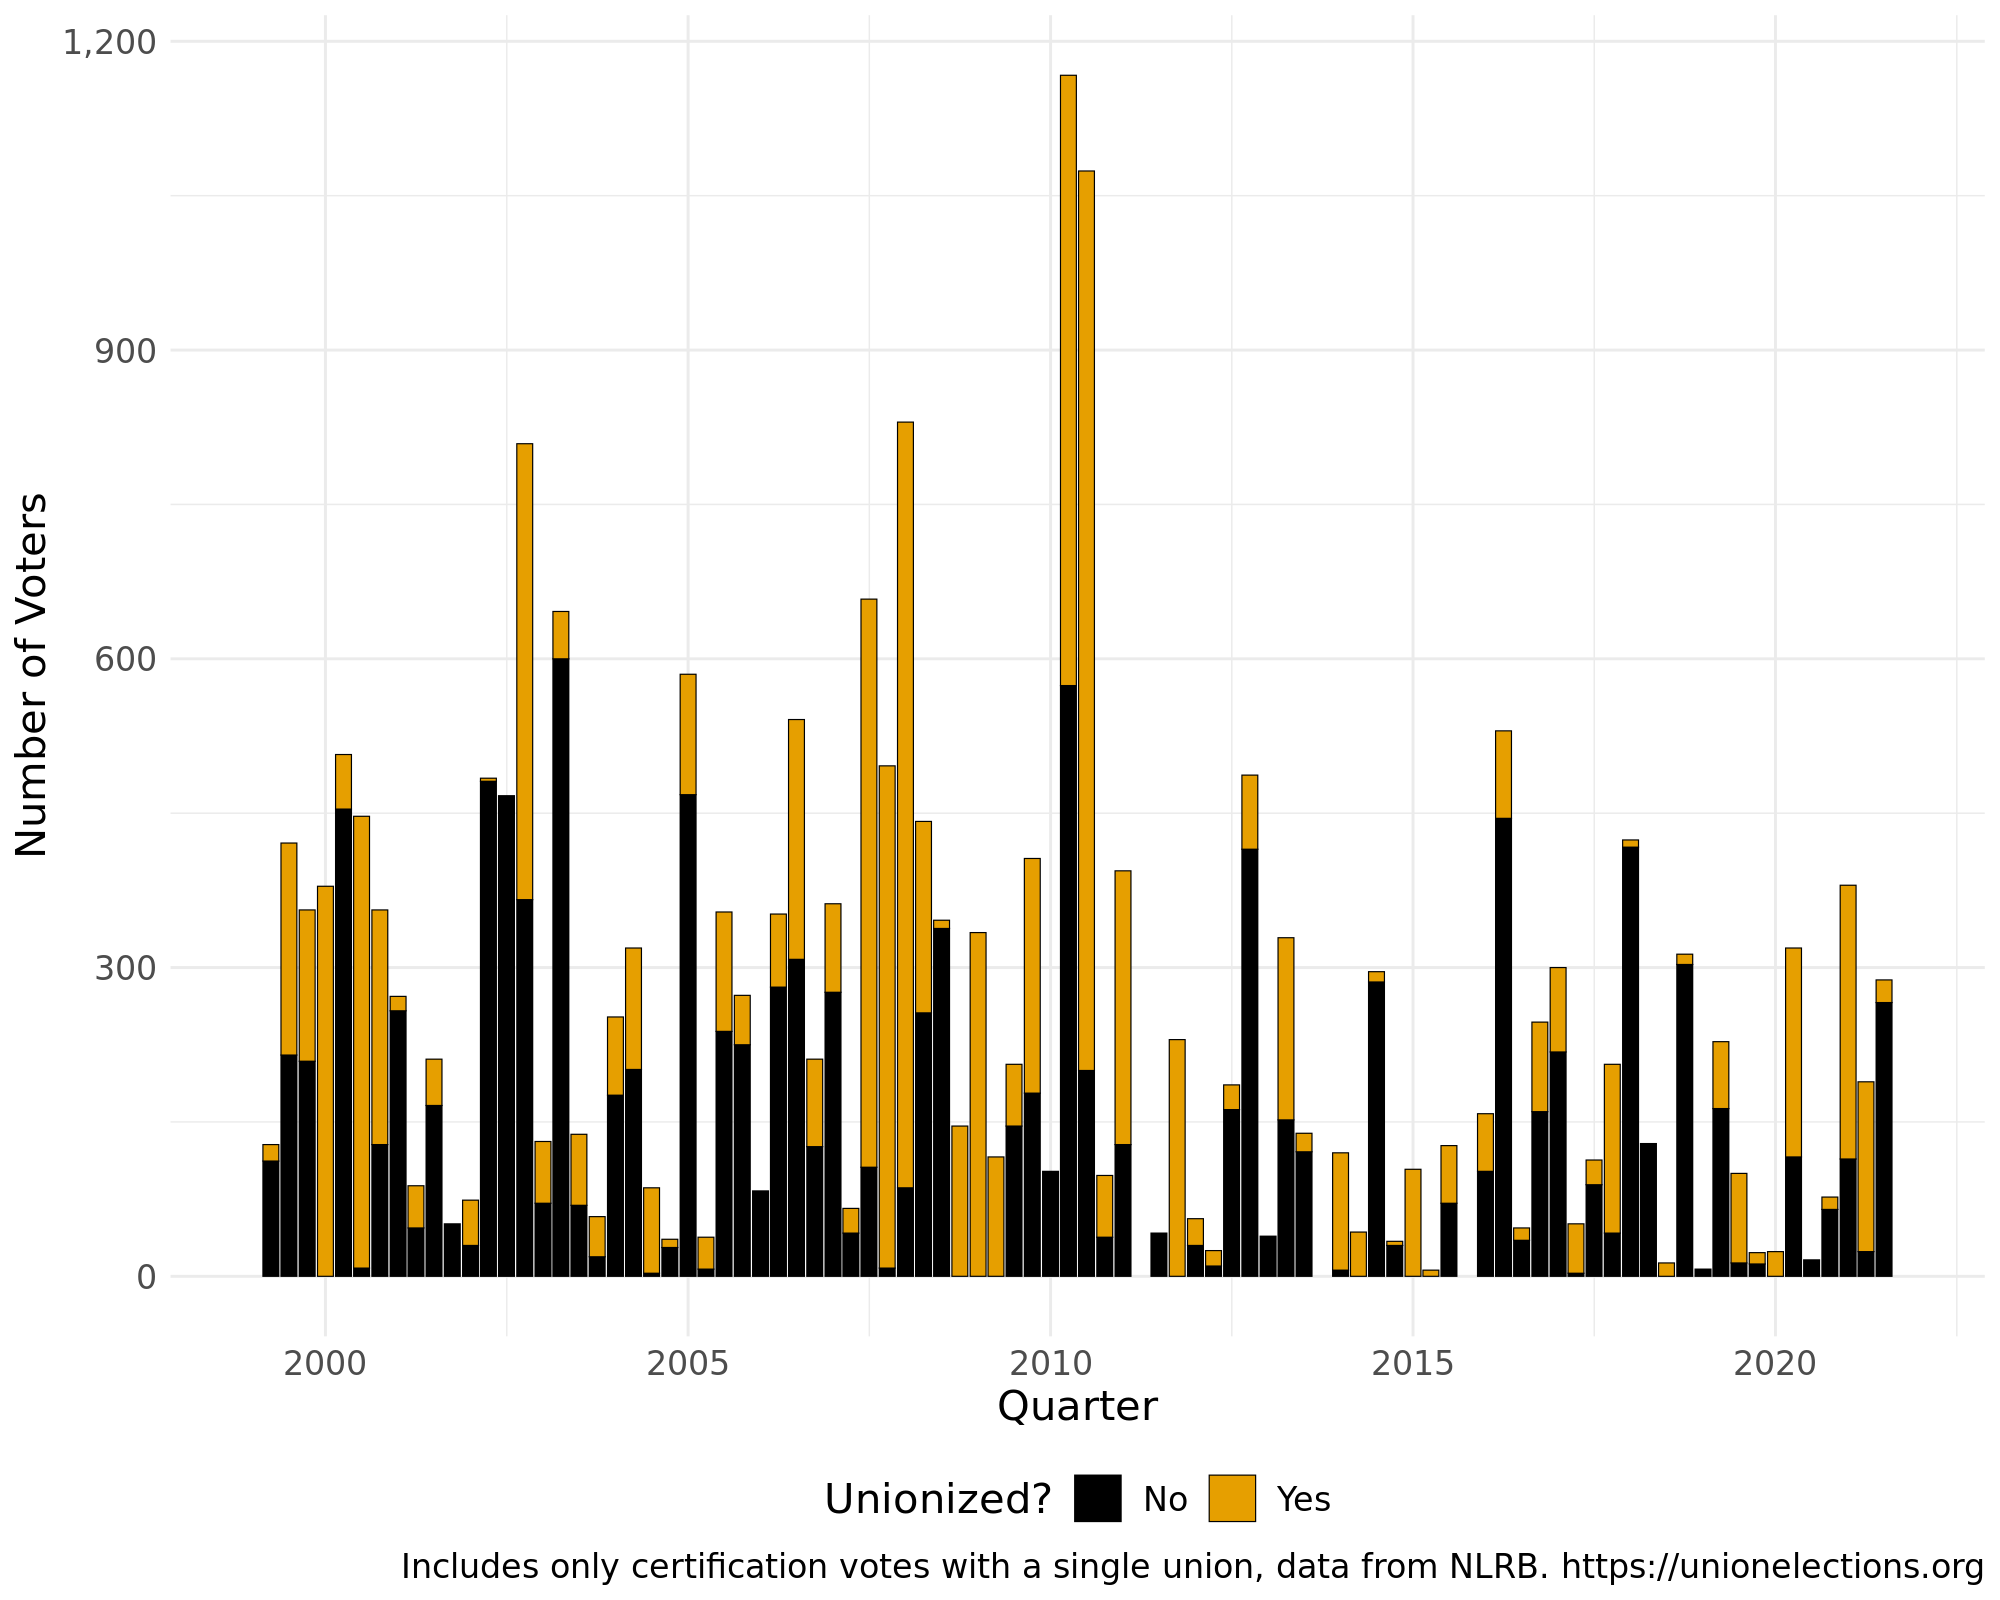 1,200
900
600
300
0
Number of Voters
2000 2005 2010 2015 2020
Quarter
Unionized? No Yes
Includes only certification votes with a single union, data from NLRB. https://unionelections.org